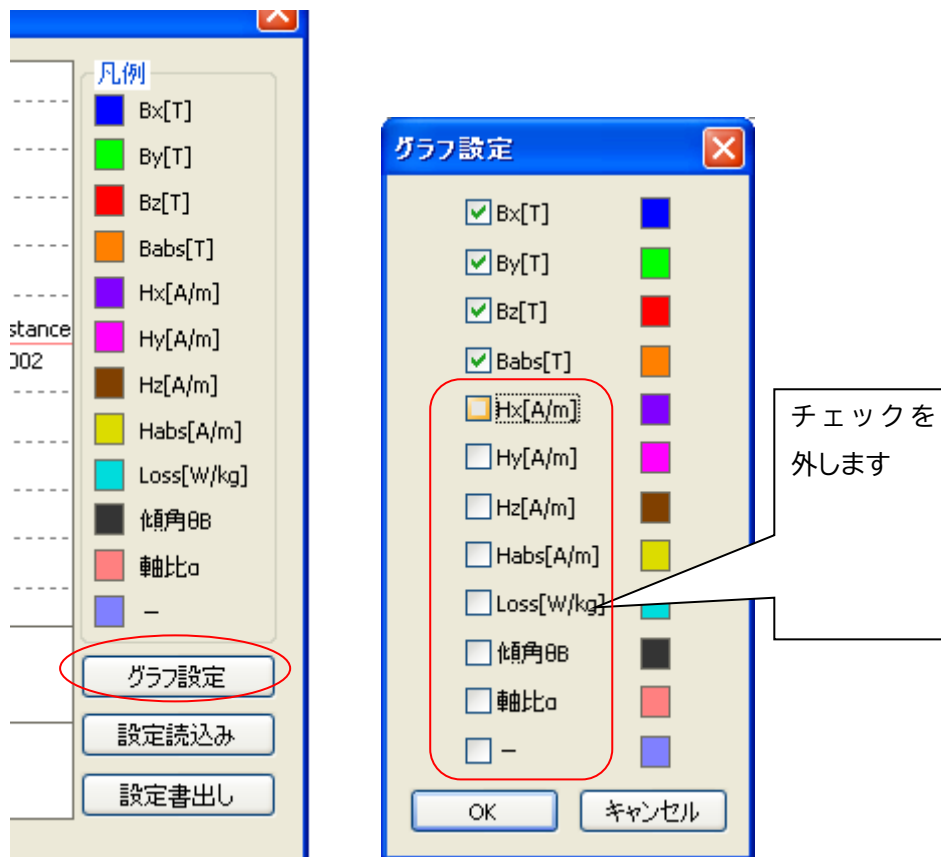 凡例
Bx[T]
By[T]
Bz[T]
Babs[T]
Hx[A/m]
Hy[A/m]
Hz[A/m]
Habs[A/m]
Loss[W/kg]
傾角θB
軸比α
－
stance
002
グラフ設定
設定読込み
設定書出し
グラフ設定
Bx[T]
By[T]
Bz[T]
Babs[T]
Hx[A/m]
Hy[A/m]
Hz[A/m]
Habs[A/m]
Loss[W/kg]
傾角θB
軸比α
－
OK
キャンセル
チェックを
外します